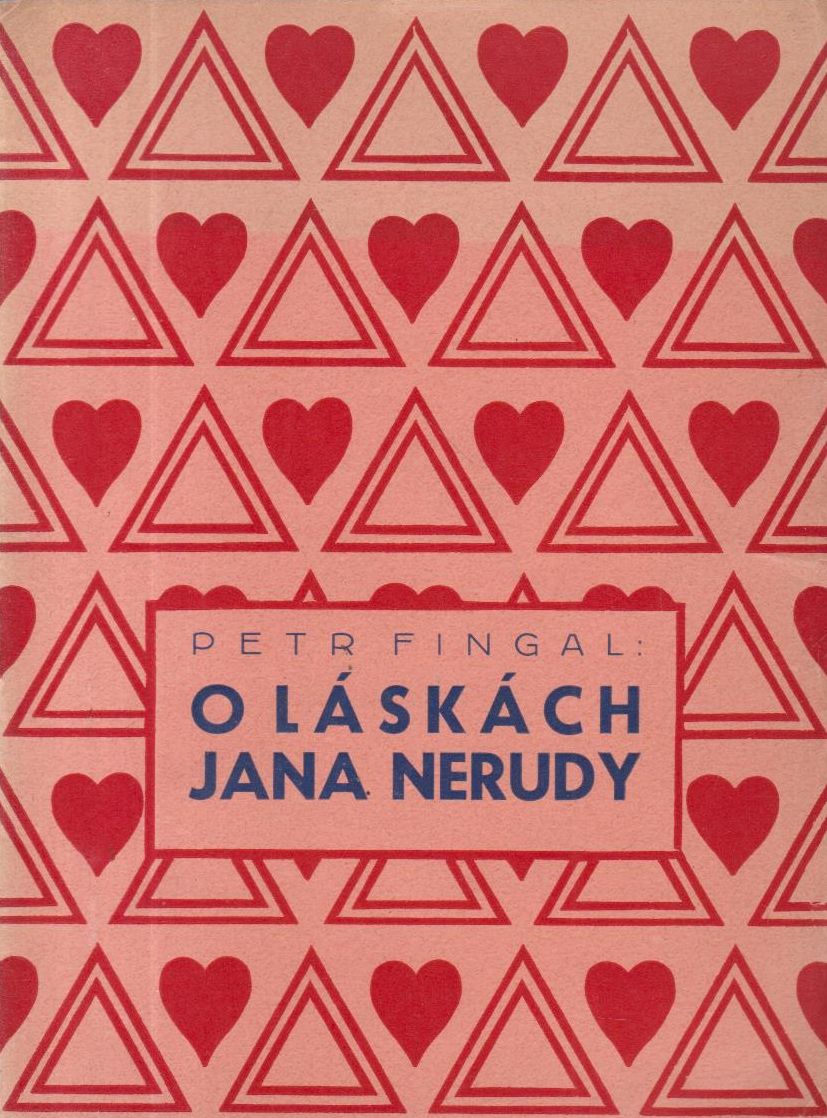 PETR FINGAL:
O LÁSKÁCH
JANA NERUDY